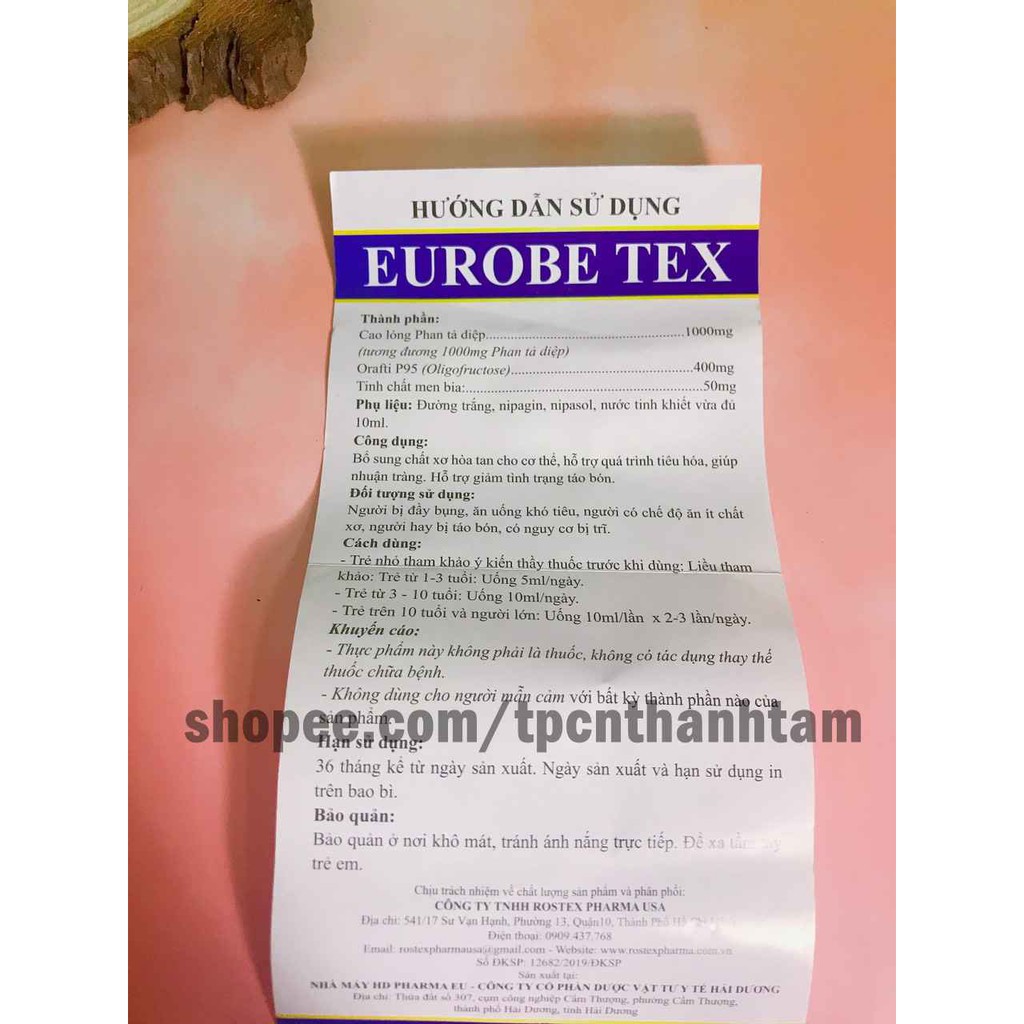 HƯỚNG DẪN SỬ DỤNG
EUROBE TEX
Thành phần:
Cao lỏng Phan tả diệp..........1000mg
(tương đương 1000mg Phan tả diệp)
Orafti P95 (Oligofructose)..........400mg
Tinh chất men bia:..........50mg
Phụ liệu: Đường trắng, nipagin, nipasol, nước tinh khiết vừa đủ
10ml.
Công dụng:
Bổ sung chất xơ hòa tan cho cơ thể, hỗ trợ quá trình tiêu hóa, giúp
nhuận tràng. Hỗ trợ giảm tình trạng táo bón.
Đối tượng sử dụng:
Người bị đầy bụng, ăn uống khó tiêu, người có chế độ ăn ít chất
xơ, người hay bị táo bón, có nguy cơ bị trĩ.
Cách dùng:
- Trẻ nhỏ tham khảo ý kiến thầy thuốc trước khi dùng: Liều tham
khảo: Trẻ từ 1-3 tuổi: Uống 5ml/ngày.
- Trẻ từ 3 - 10 tuổi: Uống 10ml/ngày.
- Trẻ trên 10 tuổi và người lớn: Uống 10ml/lần x 2-3 lần/ngày.
Khuyến cáo:
- Thực phẩm này không phải là thuốc, không có tác dụng thay thế
thuốc chữa bệnh.
- Không dùng cho người mẫn cảm với bất kỳ thành phần nào của
sản phẩm.
shopee.com/tpcnthanhtam
Hạn sử dụng:
36 tháng kể từ ngày sản xuất. Ngày sản xuất và hạn sử dụng in
trên bao bì.
Bảo quản:
Bảo quản ở nơi khô mát, tránh ánh nắng trực tiếp. Để xa tầm tay
trẻ em.
Chịu trách nhiệm về chất lượng sản phẩm và phân phối:
CÔNG TY TNHH ROSTEX PHARMA USA
Địa chỉ: 541/17 Sư Vạn Hạnh, Phường 13, Quận10, Thành Phố Hồ
Điện thoại: 0909.437.768
Email: rostexpharmausa@gmail.com - Website: www.rostexpharma.com.vn
Số ĐKSP: 12682/2019/ĐKSP
Sản xuất tại:
NHÀ MÁY HD PHARMA EU - CÔNG TY CỔ PHẦN DƯỢC VẬT TƯ Y TẾ HẢI DƯƠNG
Địa chỉ: Thửa đất số 307, cụm công nghiệp Cẩm Thượng, phường Cẩm Thượng,
thành phố Hải Dương, tỉnh Hải Dương